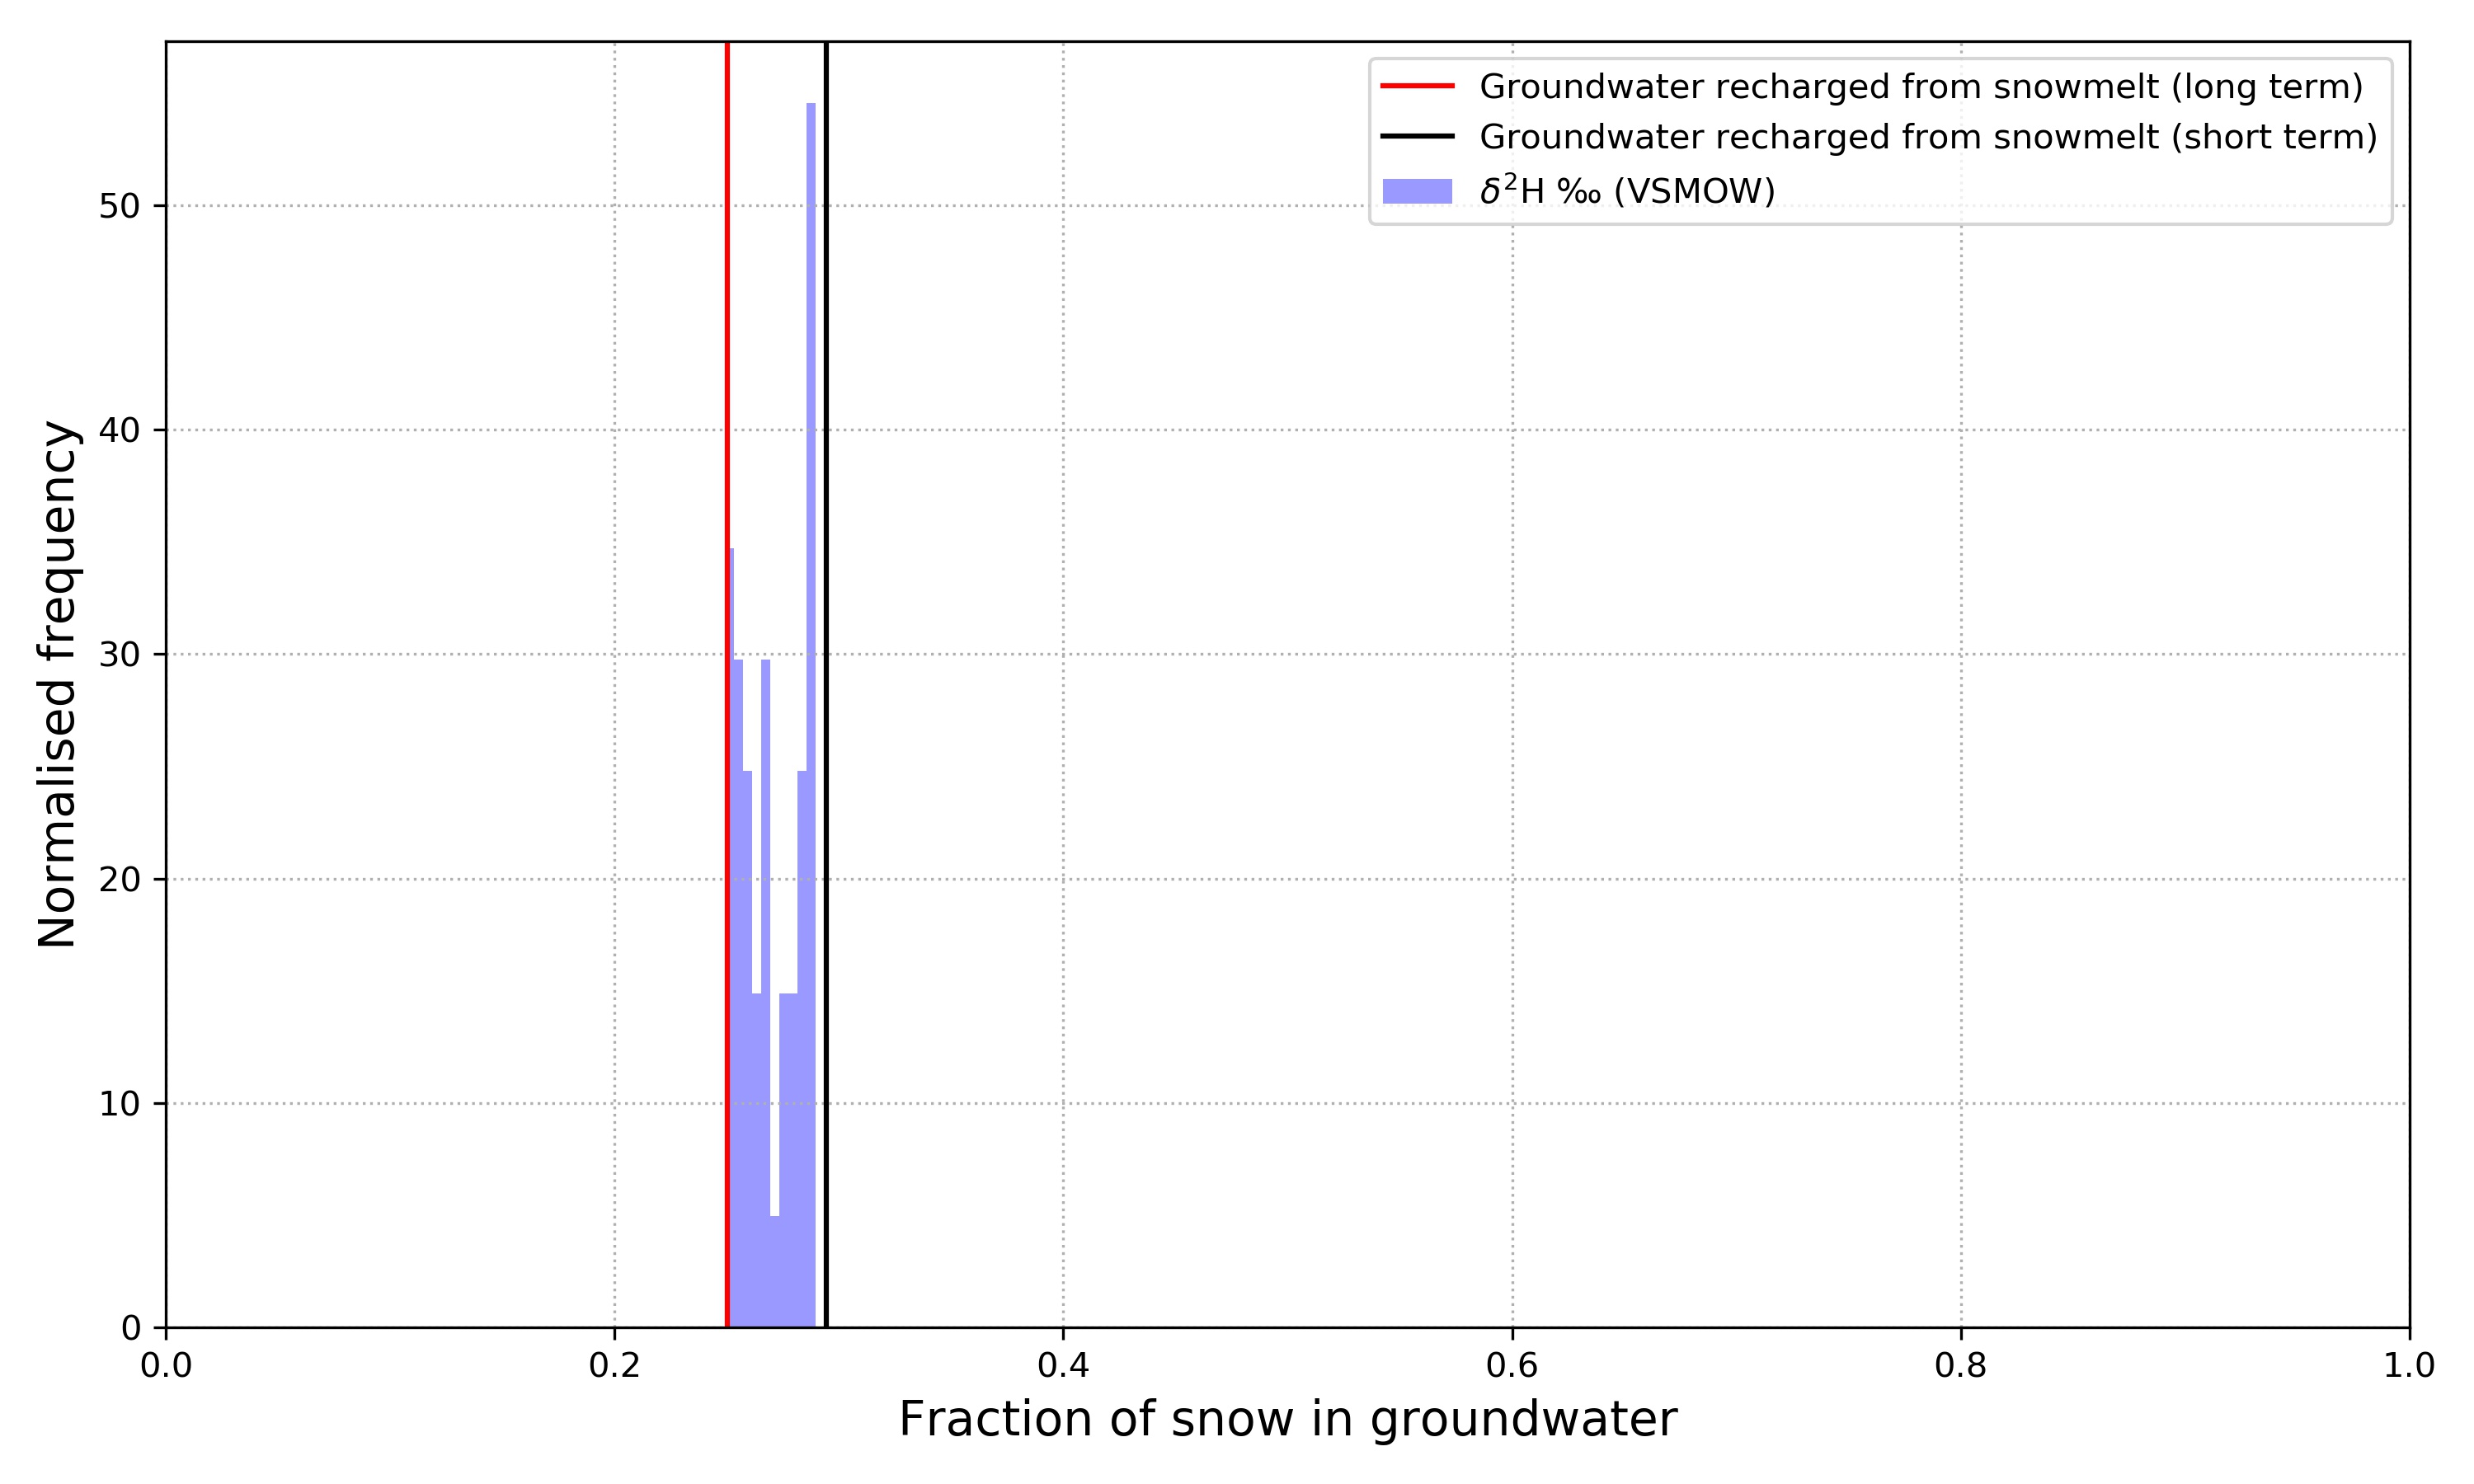 Groundwater recharged from snowmelt (long term)
Groundwater recharged from snowmelt (short term)
δ²H ‰ (VSMOW)
Normalised frequency
50
40
30
20
10
0
0.0 0.2 0.4 0.6 0.8 1.0
Fraction of snow in groundwater